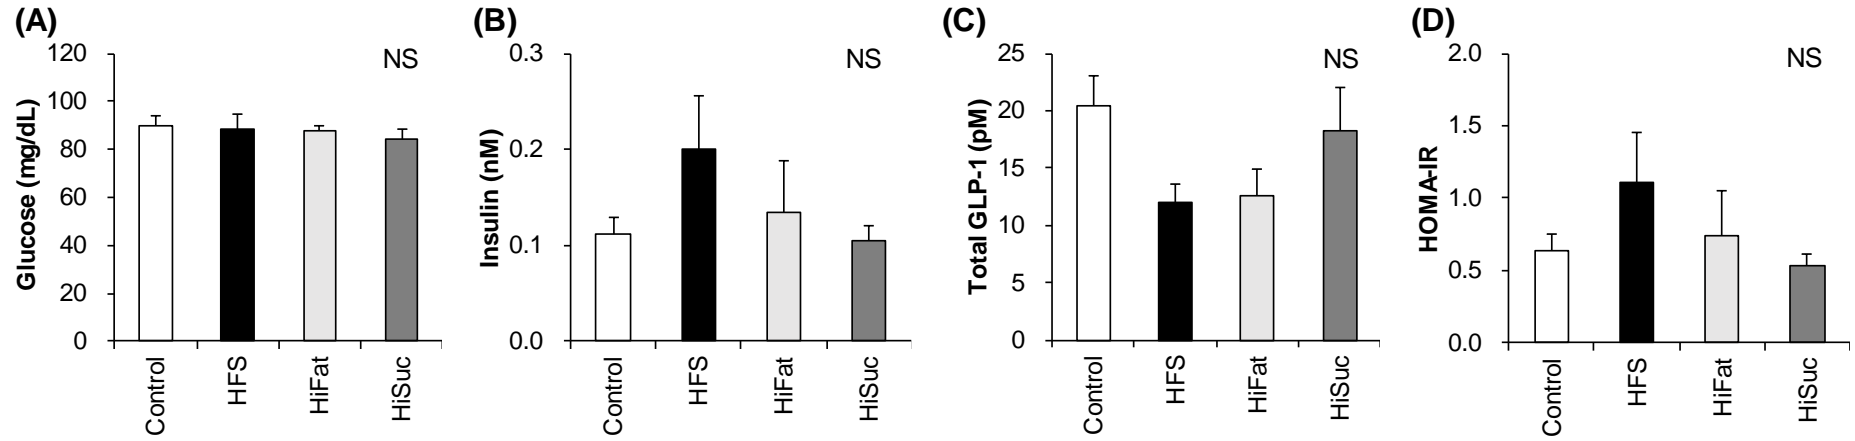 (A)
Glucose (mg/dL)
120
100
80
60
40
20
0
NS
Control
HFS
HiFat
HiSuc
(B)
Insulin (nM)
0.3
0.2
0.1
0.0
NS
Control
HFS
HiFat
HiSuc
(C)
Total GLP-1 (pM)
25
20
15
10
5
0
NS
Control
HFS
HiFat
HiSuc
(D)
HOMA-IR
2.0
1.5
1.0
0.5
0.0
NS
Control
HFS
HiFat
HiSuc